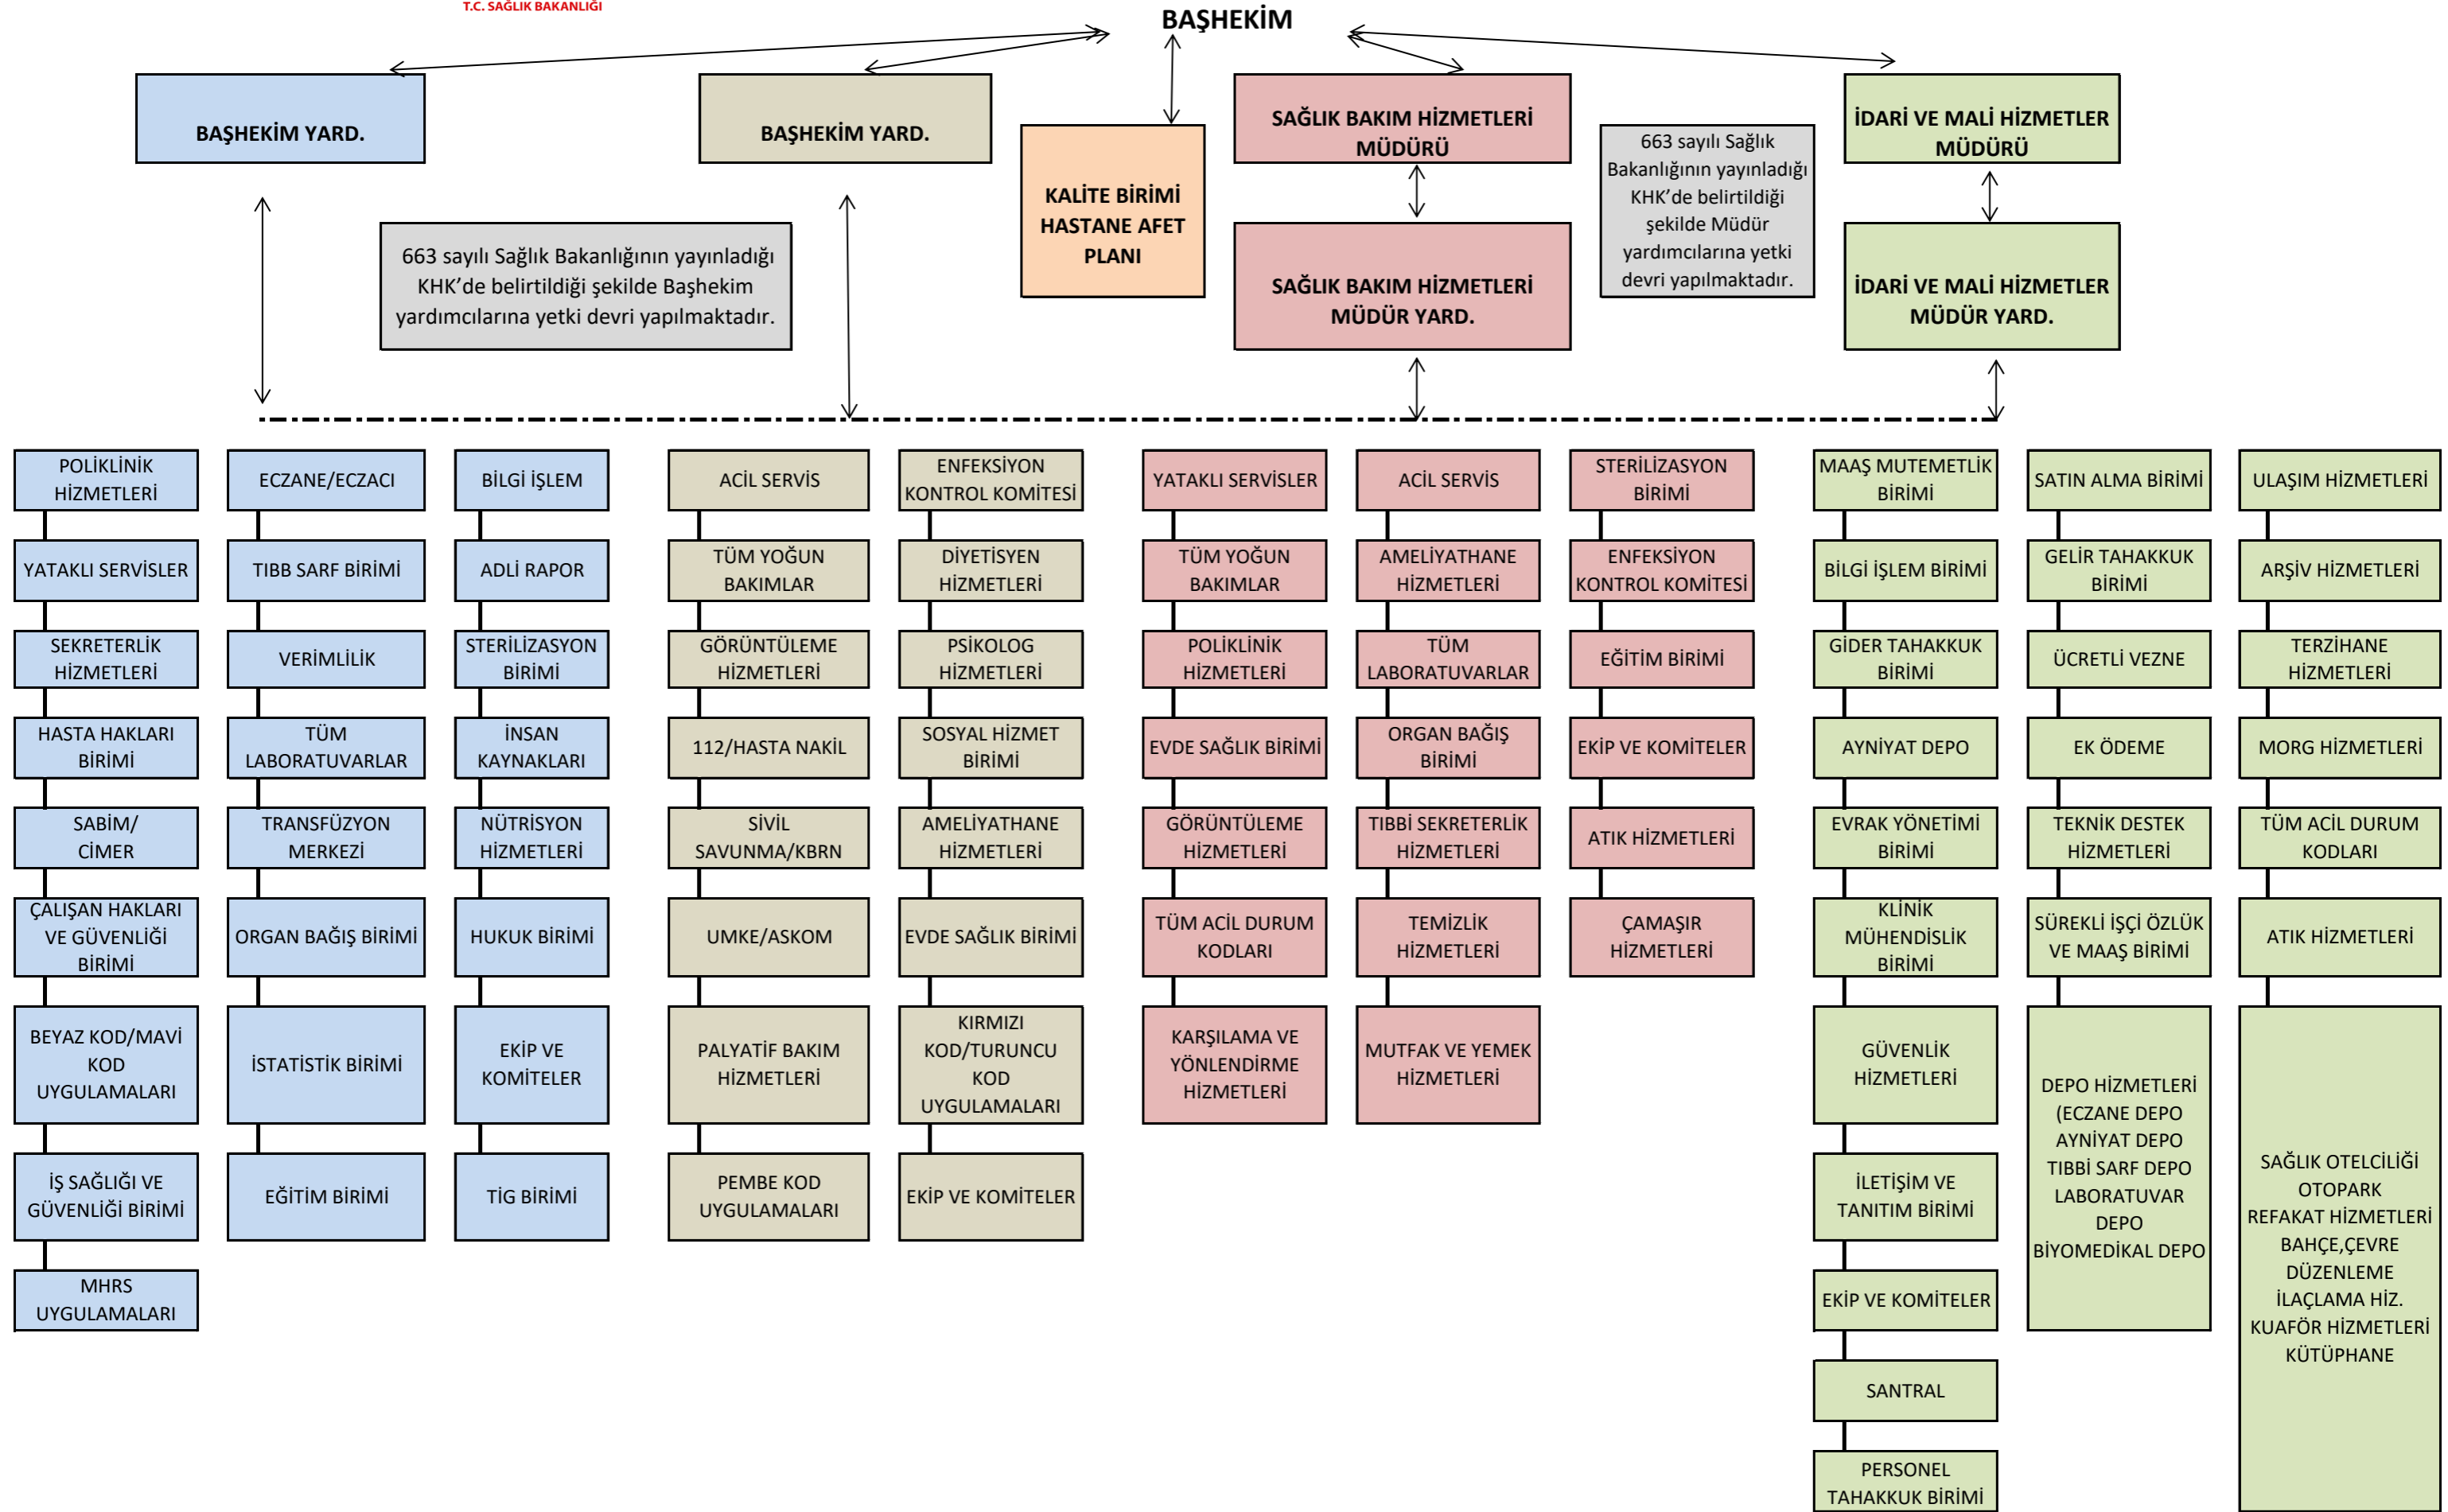 T.C. SAĞLIK BAKANLIĞI
BAŞHEKİM
BAŞHEKİM YARD.
BAŞHEKİM YARD.
KALİTE BİRİMİ
HASTANE AFET
PLANI
SAĞLIK BAKIM HİZMETLERİ
MÜDÜRÜ
663 sayılı Sağlık
Bakanlığının yayınladığı
KHK’de belirtildiği
şekilde Müdür
yardımcılarına yetki
devri yapılmaktadır.
İDARİ VE MALİ HİZMETLER
MÜDÜRÜ
663 sayılı Sağlık Bakanlığının yayınladığı
KHK’de belirtildiği şekilde Başhekim
yardımcılarına yetki devri yapılmaktadır.
SAĞLIK BAKIM HİZMETLERİ
MÜDÜR YARD.
İDARİ VE MALİ HİZMETLER
MÜDÜR YARD.
POLİKLİNİK
HİZMETLERİ
YATAKLI SERVİSLER
SEKRETERLİK
HİZMETLERİ
HASTA HAKLARI
BİRİMİ
SABİM/
CİMER
ÇALIŞAN HAKLARI
VE GÜVENLİĞİ
BİRİMİ
BEYAZ KOD/MAVİ
KOD
UYGULAMALARI
İŞ SAĞLIĞI VE
GÜVENLİĞİ BİRİMİ
MHRS
UYGULAMALARI
ECZANE/ECZACI
TIBB SARF BİRİMİ
VERİMLİLİK
TÜM
LABORATUVARLAR
TRANSFÜZYON
MERKEZİ
ORGAN BAĞIŞ BİRİMİ
İSTATİSTİK BİRİMİ
EĞİTİM BİRİMİ
BİLGİ İŞLEM
ADLİ RAPOR
STERİLİZASYON
BİRİMİ
İNSAN
KAYNAKLARI
NÜTRİSYON
HİZMETLERİ
HUKUK BİRİMİ
EKİP VE
KOMİTELER
TİG BİRİMİ
ACİL SERVİS
TÜM YOĞUN
BAKIMLAR
GÖRÜNTÜLEME
HİZMETLERİ
112/HASTA NAKİL
SİVİL
SAVUNMA/KBRN
UMKE/ASKOM
PALYATİF BAKIM
HİZMETLERİ
PEMBE KOD
UYGULAMALARI
ENFEKSİYON
KONTROL KOMİTESİ
DİYETİSYEN
HİZMETLERİ
PSİKOLOG
HİZMETLERİ
SOSYAL HİZMET
BİRİMİ
AMELİYATHANE
HİZMETLERİ
EVDE SAĞLIK BİRİMİ
KIRMIZI
KOD/TURUNCU
KOD
UYGULAMALARI
EKİP VE KOMİTELER
YATAKLI SERVİSLER
TÜM YOĞUN
BAKIMLAR
POLİKLİNİK
HİZMETLERİ
EVDE SAĞLIK BİRİMİ
GÖRÜNTÜLEME
HİZMETLERİ
TÜM ACİL DURUM
KODLARI
KARŞILAMA VE
YÖNLENDİRME
HİZMETLERİ
ACİL SERVİS
AMELİYATHANE
HİZMETLERİ
TÜM
LABORATUVARLAR
ORGAN BAĞIŞ
BİRİMİ
TIBBİ SEKRETERLİK
HİZMETLERİ
TEMİZLİK
HİZMETLERİ
MUTFAK VE YEMEK
HİZMETLERİ
STERİLİZASYON
BİRİMİ
ENFEKSİYON
KONTROL KOMİTESİ
EĞİTİM BİRİMİ
EKİP VE KOMİTELER
ATIK HİZMETLERİ
ÇAMAŞIR
HİZMETLERİ
MAAŞ MUTEMETLİK
BİRİMİ
BİLGİ İŞLEM BİRİMİ
GİDER TAHAKKUK
BİRİMİ
AYNİYAT DEPO
EVRAK YÖNETİMİ
BİRİMİ
KLİNİK
MÜHENDİSLİK
BİRİMİ
GÜVENLİK
HİZMETLERİ
İLETİŞİM VE
TANITIM BİRİMİ
EKİP VE KOMİTELER
SANTRAL
PERSONEL
TAHAKKUK BİRİMİ
SATIN ALMA BİRİMİ
GELİR TAHAKKUK
BİRİMİ
ÜCRETLİ VEZNE
EK ÖDEME
TEKNİK DESTEK
HİZMETLERİ
SÜREKLİ İŞÇİ ÖZLÜK
VE MAAŞ BİRİMİ
DEPO HİZMETLERİ
(ECZANE DEPO
AYNİYAT DEPO
TIBBİ SARF DEPO
LABORATUVAR
DEPO
BİYOMEDİKAL DEPO
ULAŞIM HİZMETLERİ
ARŞİV HİZMETLERİ
TERZİHANE
HİZMETLERİ
MORG HİZMETLERİ
TÜM ACİL DURUM
KODLARI
ATIK HİZMETLERİ
SAĞLIK OTELCİLİĞİ
OTOPARK
REFAKAT HİZMETLERİ
BAHÇE,ÇEVRE
DÜZENLEME
İLAÇLAMA HİZ.
KUAFÖR HİZMETLERİ
KÜTÜPHANE